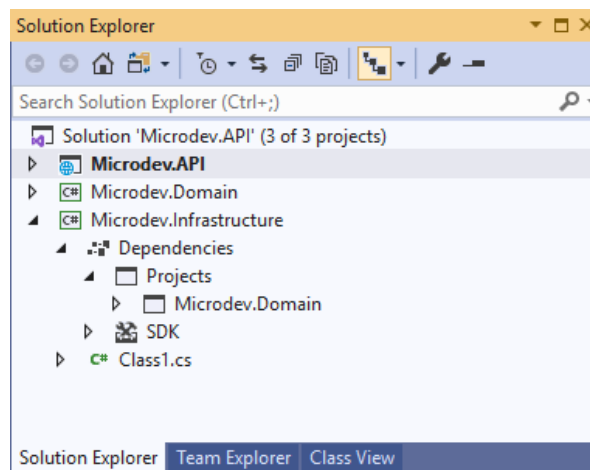 Solution Explorer
Search Solution Explorer (Ctrl+;)
Solution 'Microdev.API' (3 of 3 projects)
Microdev.API
C# Microdev.Domain
C# Microdev.Infrastructure
Dependencies
Projects
Microdev.Domain
SDK
C# Class1.cs
Solution Explorer Team Explorer Class View